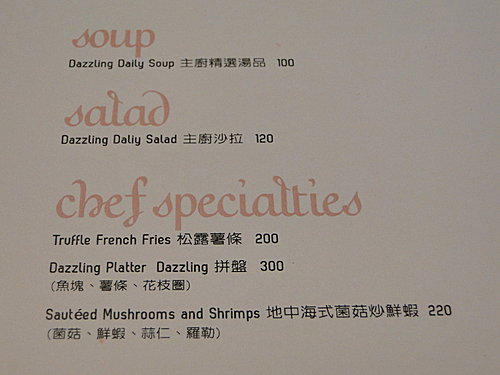 soup
Dazzling Daily Soup 主廚精選湯品 100
salad
Dazzling Daliy Salad 主廚沙拉 120
chef specialties
Truffle French Fries 松露薯條 200
Dazzling Platter Dazzling 拼盤 300
(魚塊、薯條、花枝圈)
Sautéed Mushrooms and Shrimps 地中海式菌菇炒鮮蝦 220
(菌菇、鮮蝦、蒜仁、羅勒)